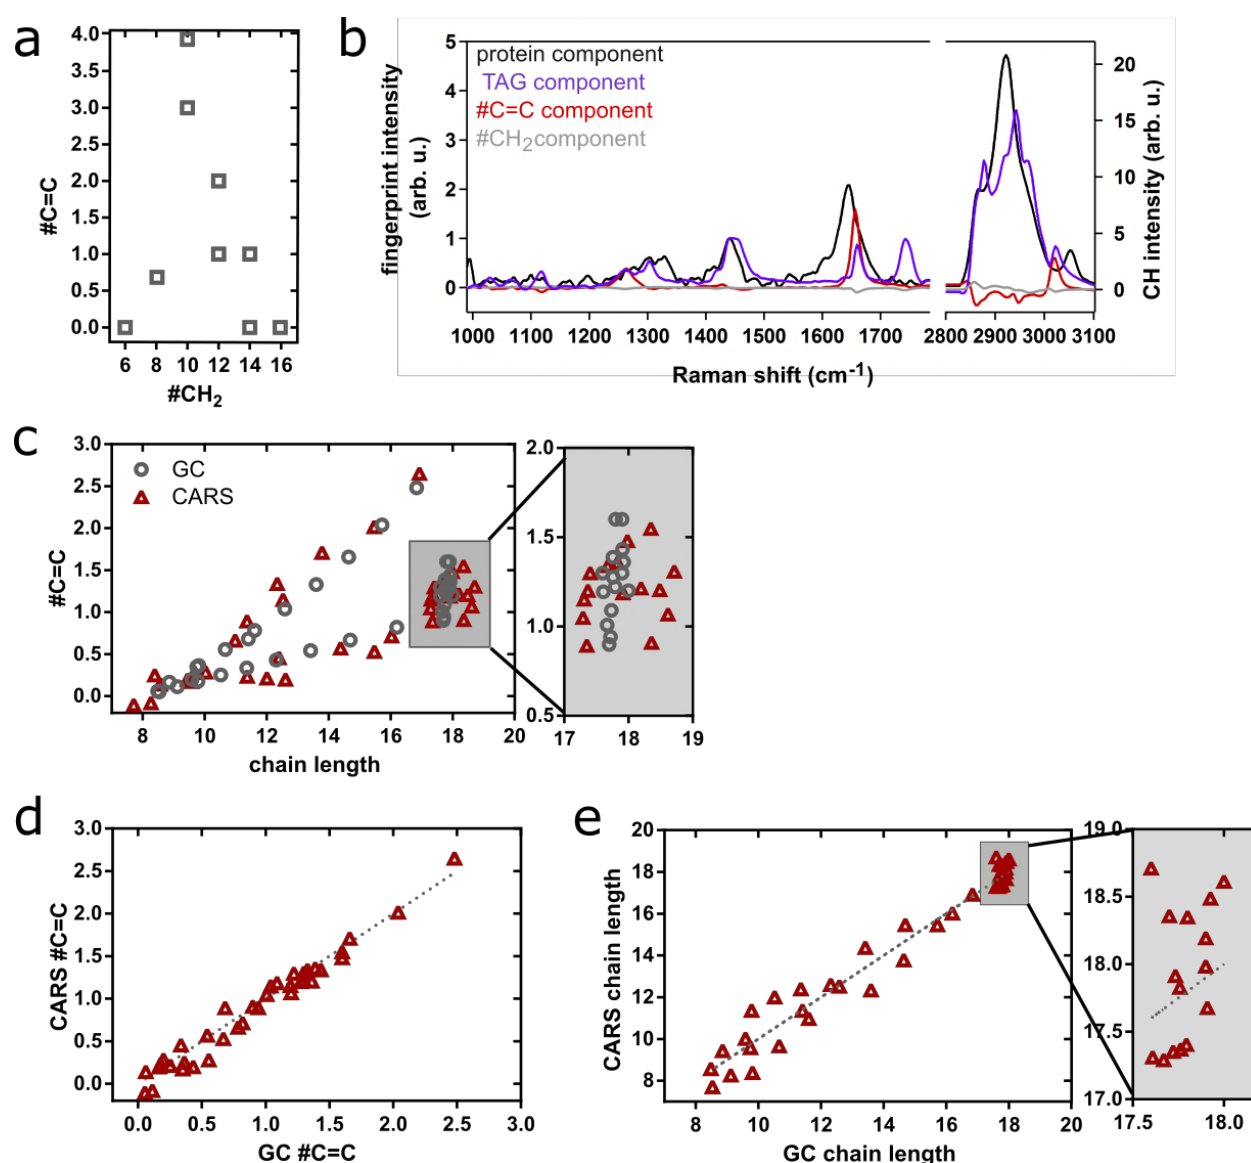 a
4.0
3.5
3.0
2.5
2.0
1.5
1.0
0.5
0.0
#C=C
6 8 10 12 14 16
#CH2
b
protein component
TAG component
#C=C component
#CH2component
fingerprint intensity
(arb. u.)
5
4
3
2
1
0
20
15
10
5
0
CH intensity (arb. u.)
1000 1100 1200 1300 1400 1500 1600 1700 2800 2900 3000 3100
Raman shift (cm-1)
c
GC
CARS
3.0
2.5
2.0
1.5
1.0
0.5
0.0
#C=C
8 10 12 14 16 18 20
chain length
2.0
1.5
1.0
0.5
17 18 19
d
3.0
2.5
2.0
1.5
1.0
0.5
0.0
CARS #C=C
0.0 0.5 1.0 1.5 2.0 2.5 3.0
GC #C=C
e
20
18
16
14
12
10
8
CARS chain length
8 10 12 14 16 18 20
GC chain length
19.0
18.5
18.0
17.5
17.0
17.5 18.0